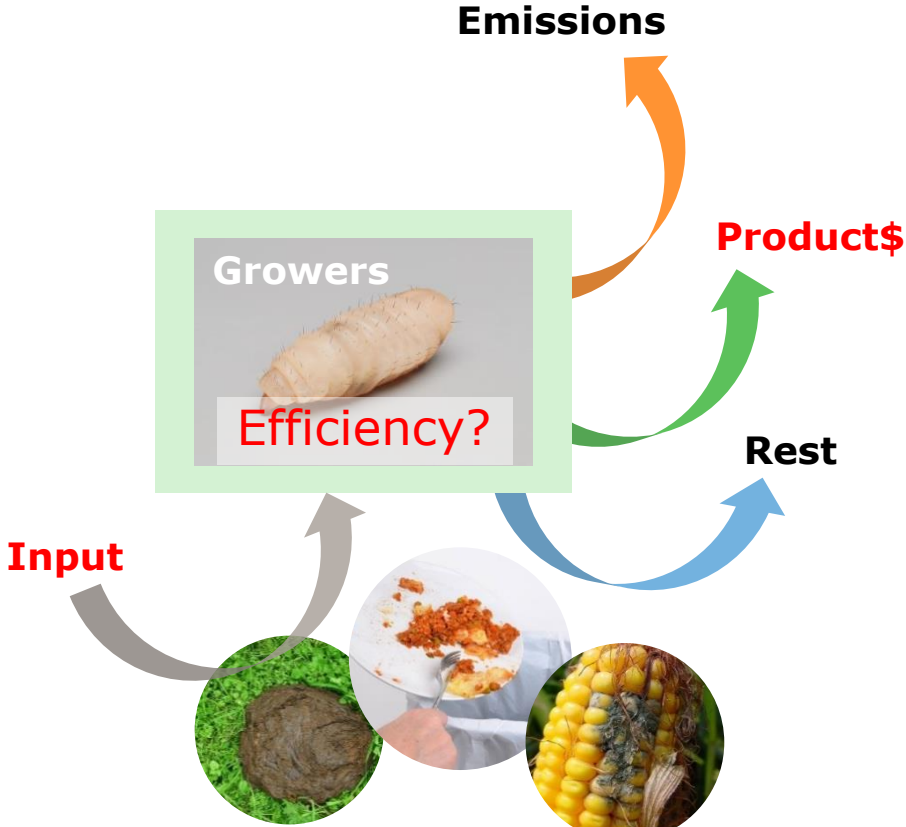 Emissions
Product$
Growers
Efficiency?
Rest
Input